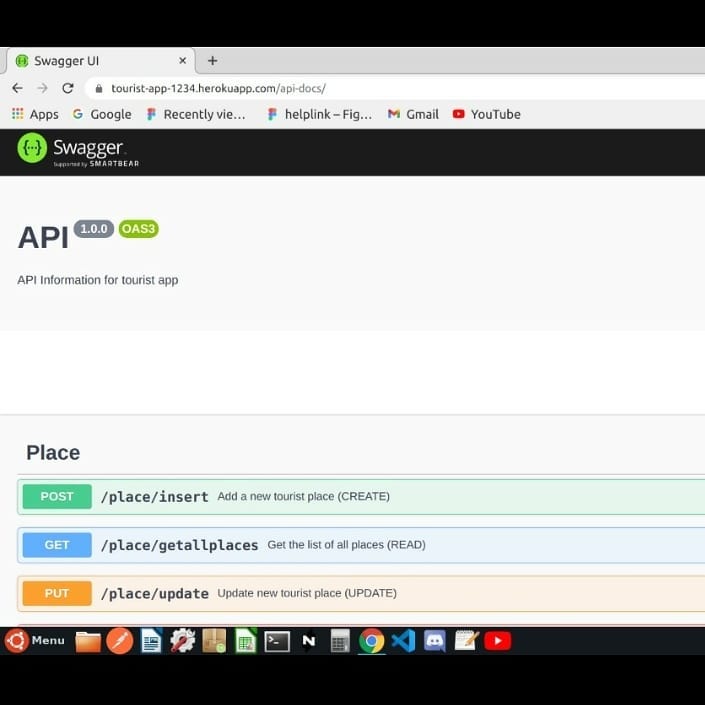 Swagger UI
tourist-app-1234.herokuapp.com/api-docs/
Apps Google Recently vie... helplink – Fig... Gmail YouTube
Swagger.
Supported by SMARTBEAR
API 1.0.0 OAS3
API Information for tourist app
Place
POST /place/insert Add a new tourist place (CREATE)
GET /place/getallplaces Get the list of all places (READ)
PUT /place/update Update new tourist place (UPDATE)
Menu